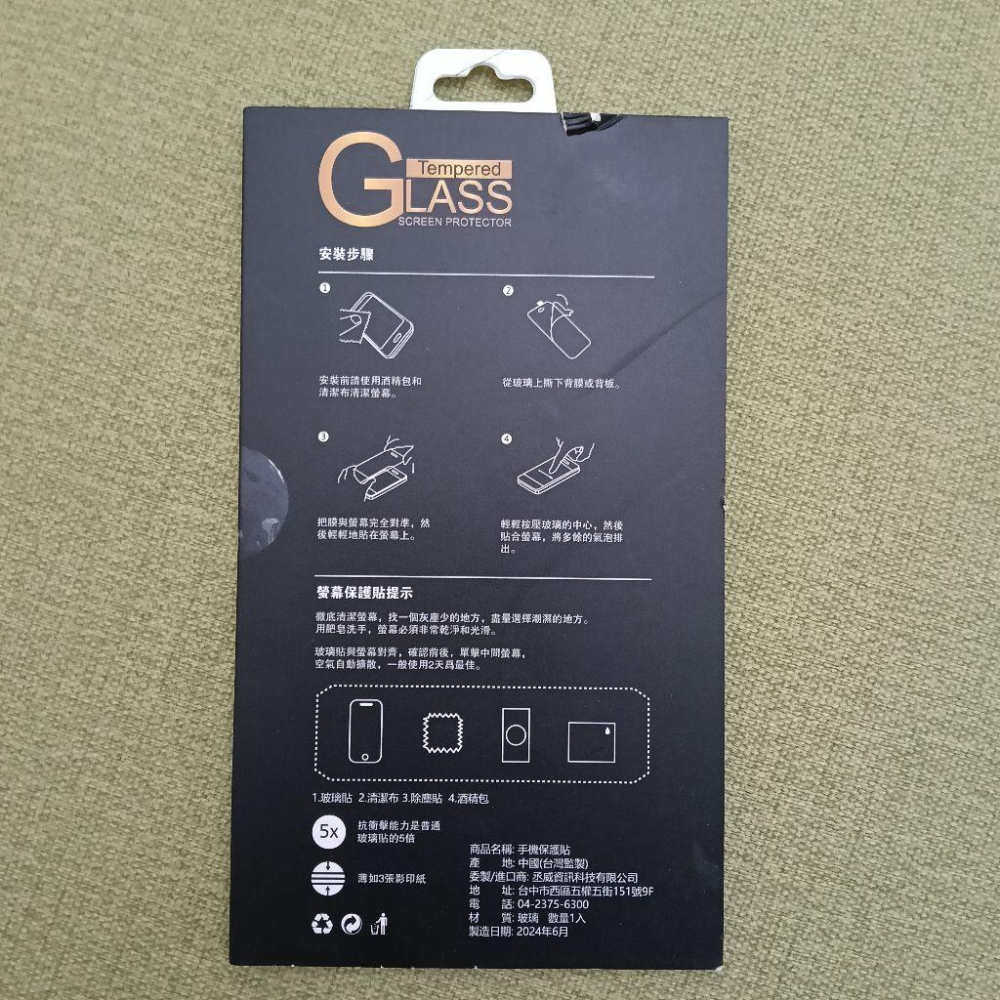 Tempered
GLASS
SCREEN PROTECTOR
安裝步驟
1
2
安裝前請使用酒精包和
清潔布清潔螢幕。
從玻璃上撕下背膜或背板。
3
4
把膜與螢幕完全對準，然
後輕輕地貼在螢幕上。
輕輕按壓玻璃的中心，然後
貼合螢幕，將多餘的氣泡排
出。
螢幕保護貼提示
徹底清潔螢幕，找一個灰塵少的地方，盡量選擇潮濕的地方。
用肥皂洗手，螢幕必須非常乾淨和光滑。
玻璃貼與螢幕對齊，確認前後，單擊中間螢幕，
空氣自動擴散，一般使用2天爲最佳。
1.玻璃貼 2.清潔布 3.除塵貼 4.酒精包
5x
抗衝擊能力是普通
玻璃貼的5倍
薄如3張影印紙
商品名稱: 手機保護貼
產 地: 中國(台灣監製)
委製/進口商: 丞威資訊科技有限公司
地 址: 台中市西區五權五街151號9F
電 話: 04-2375-6300
材 質: 玻璃 數量1入
製造日期: 2024年6月